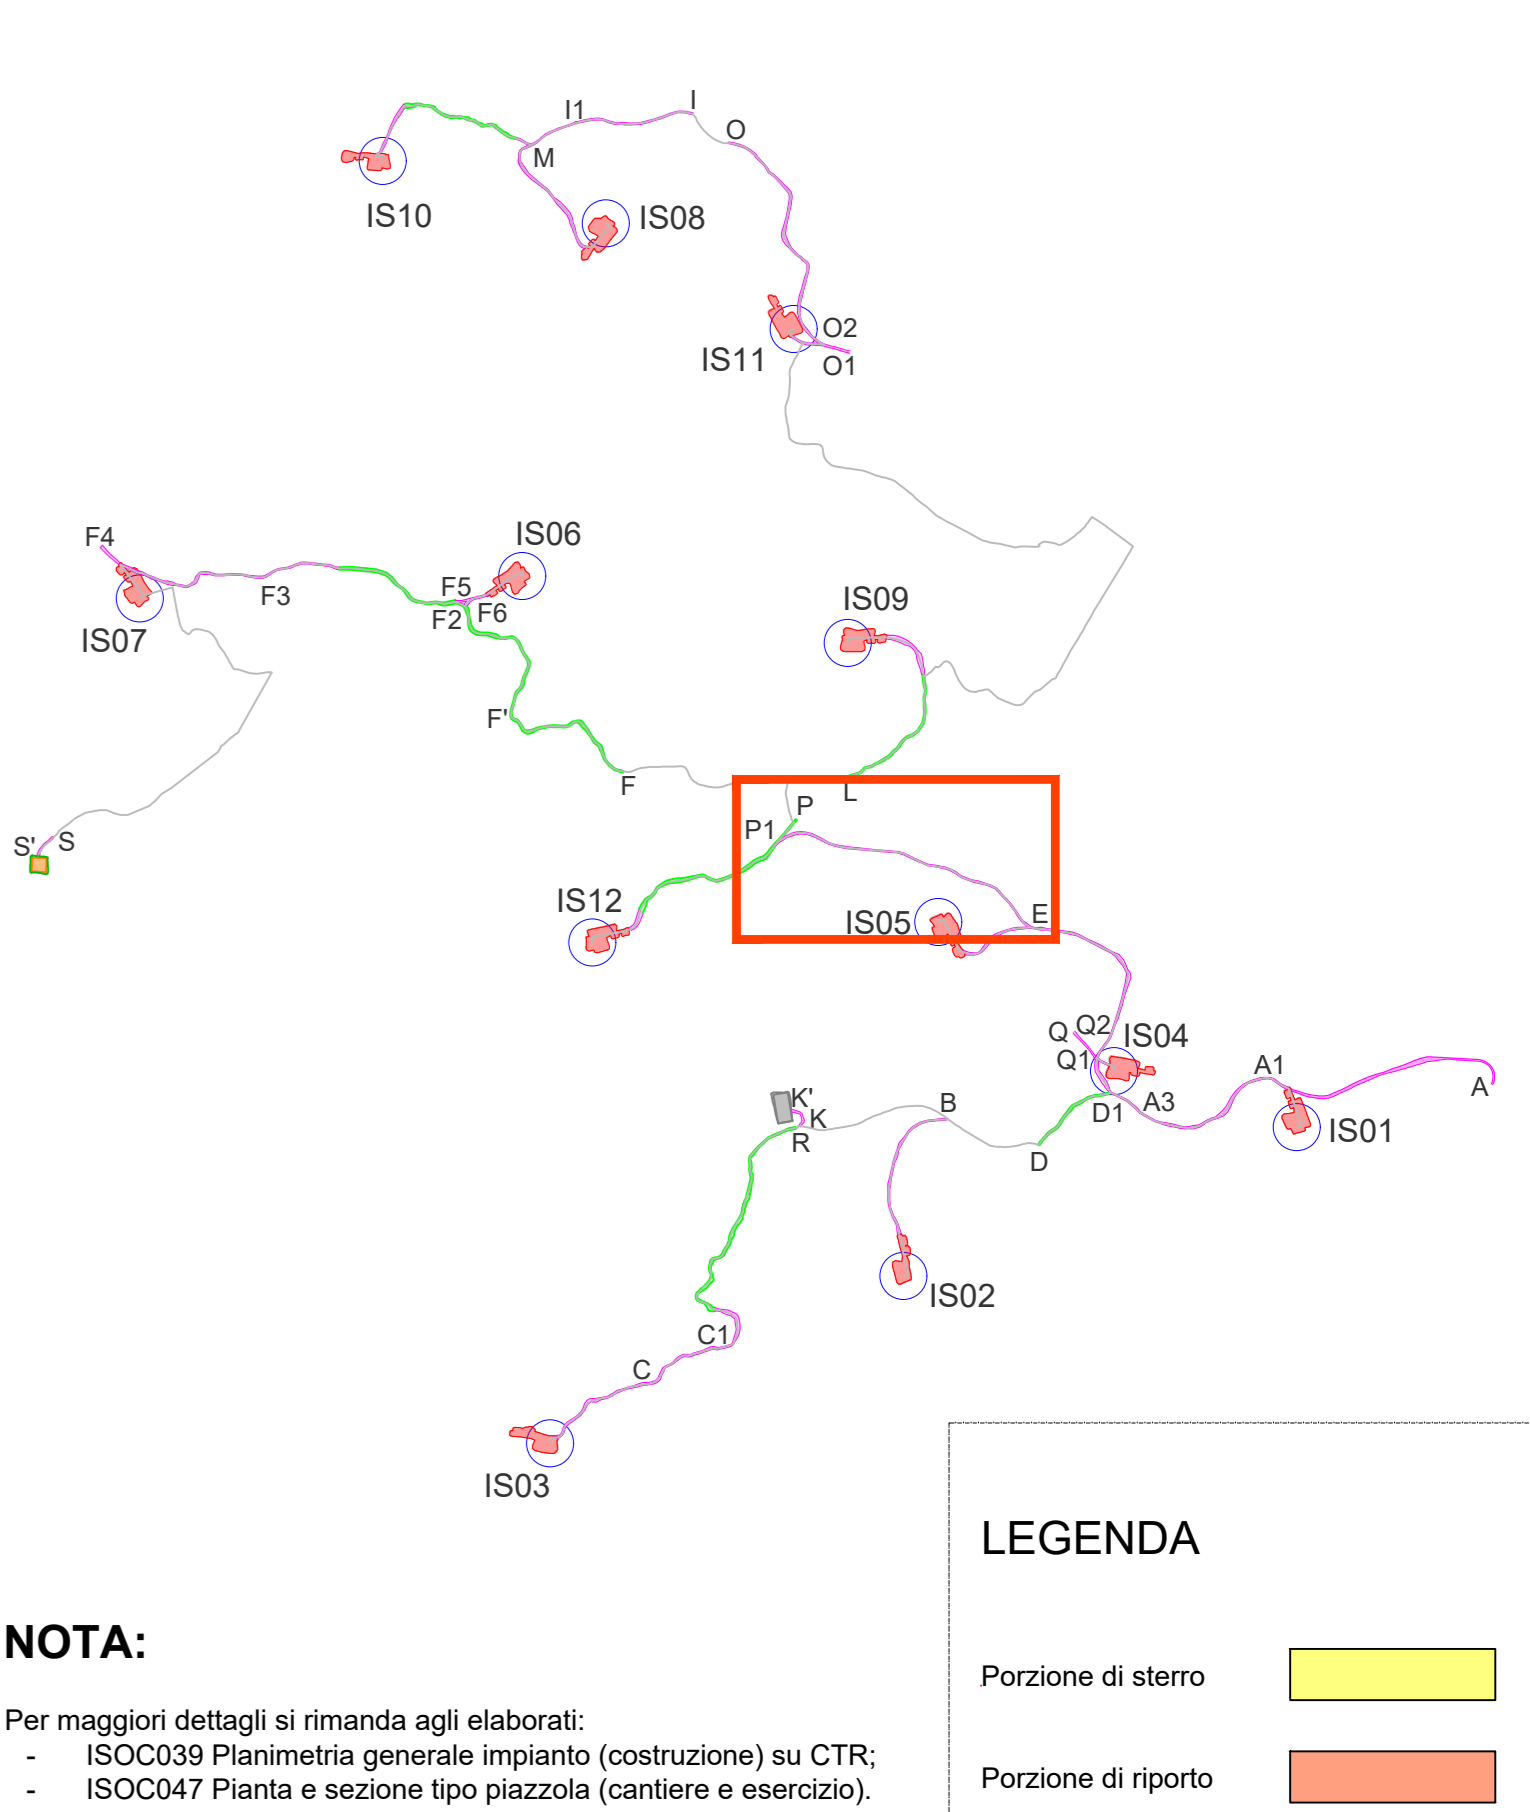 I
I1
O
M
IS10
IS08
O2
IS11
O1
F4
IS06
F5
F3
F6
F2
IS09
IS07
F'
F
L
P
P1
S'
S
IS12
E
IS05
Q
Q2
IS04
Q1
A1
A
K'
B
A3
K
D1
R
IS01
D
IS02
C1
C
IS03
LEGENDA
NOTA:
Porzione di sterro
Per maggiori dettagli si rimanda agli elaborati:
- ISOC039 Planimetria generale impianto (costruzione) su CTR;
Porzione di riporto
- ISOC047 Pianta e sezione tipo piazzola (cantiere e esercizio).